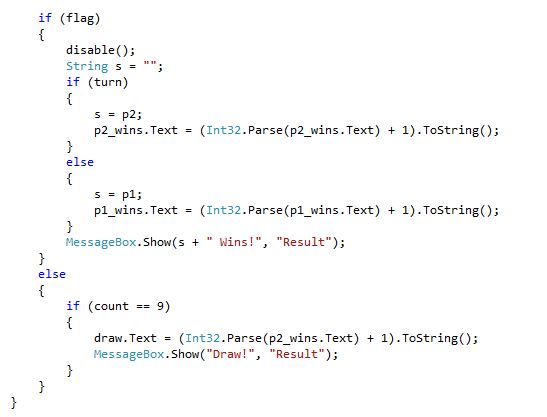 if (flag)
{
disable();
String s = "";
if (turn)
{
s = p2;
p2_wins.Text = (Int32.Parse(p2_wins.Text) + 1).ToString();
}
else
{
s = p1;
p1_wins.Text = (Int32.Parse(p1_wins.Text) + 1).ToString();
}
MessageBox.Show(s + " Wins!", "Result");
}
else
{
if (count == 9)
{
draw.Text = (Int32.Parse(p2_wins.Text) + 1).ToString();
MessageBox.Show("Draw!", "Result");
}
}
}